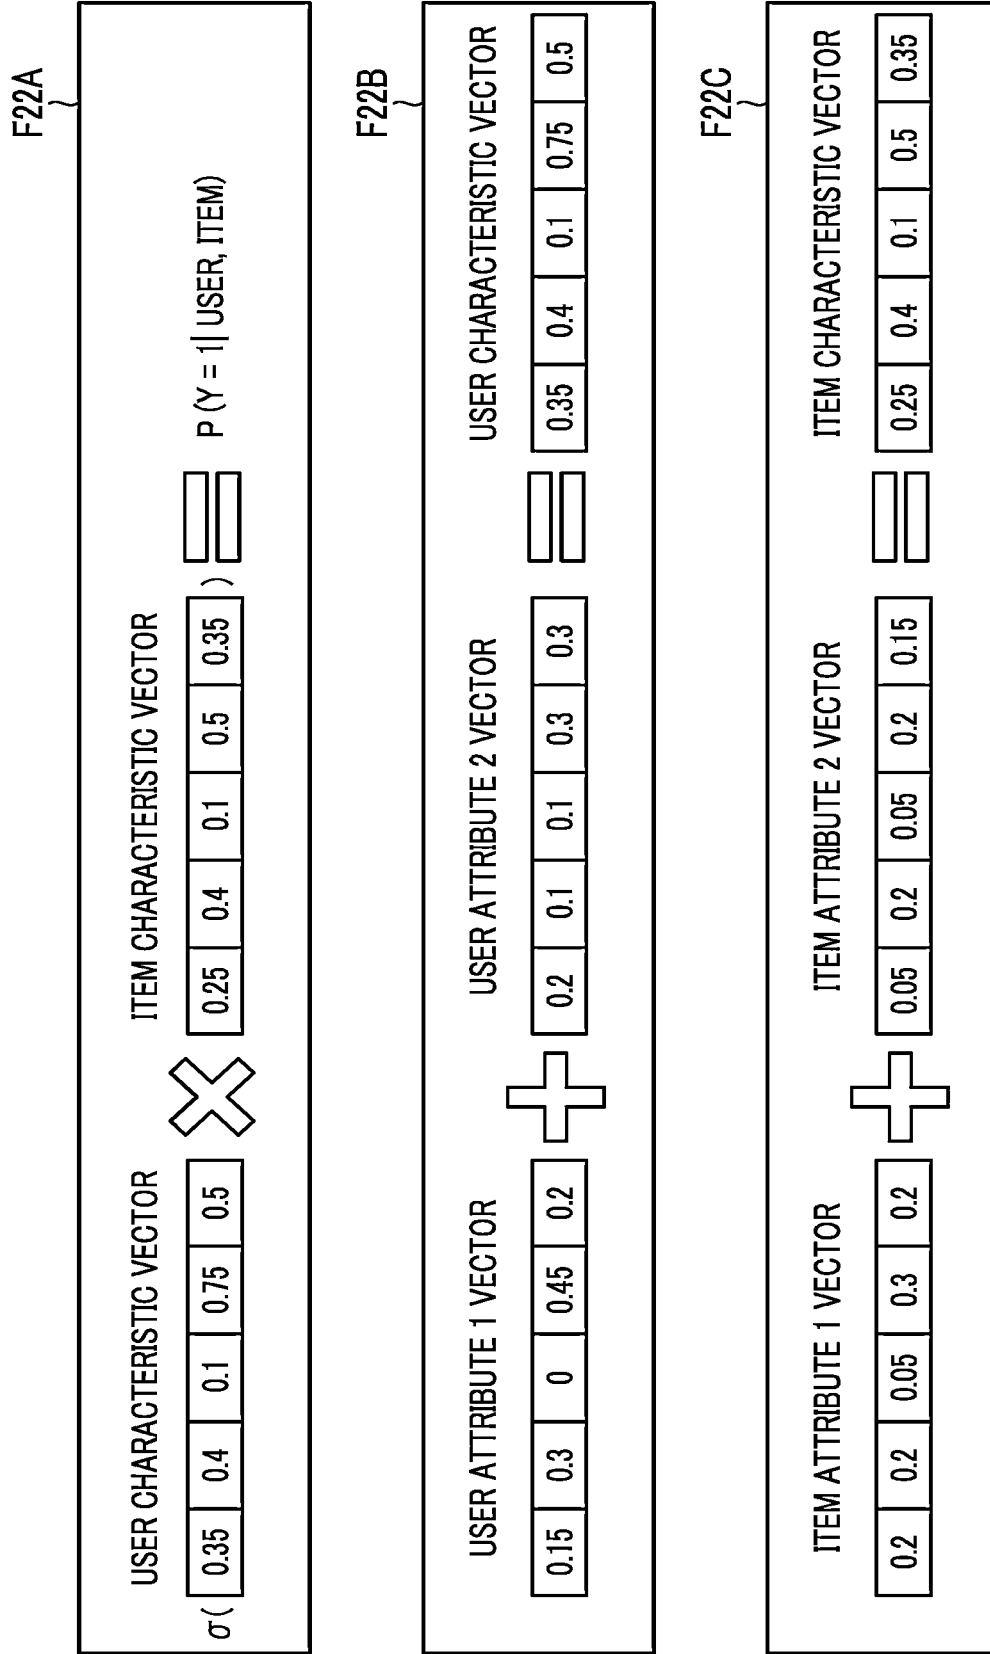 F22A
USER CHARACTERISTIC VECTOR
ITEM CHARACTERISTIC VECTOR
σ( 0.35 0.4 0.1 0.75 0.5 × 0.25 0.4 0.1 0.5 0.35 ) = P (Y = 1| USER, ITEM)
F22B
USER ATTRIBUTE 1 VECTOR
USER ATTRIBUTE 2 VECTOR
USER CHARACTERISTIC VECTOR
0.15 0.3 0 0.45 0.2 + 0.2 0.1 0.1 0.3 0.3 = 0.35 0.4 0.1 0.75 0.5
F22C
ITEM ATTRIBUTE 1 VECTOR
ITEM ATTRIBUTE 2 VECTOR
ITEM CHARACTERISTIC VECTOR
0.2 0.2 0.05 0.3 0.2 + 0.05 0.2 0.05 0.2 0.15 = 0.25 0.4 0.1 0.5 0.35